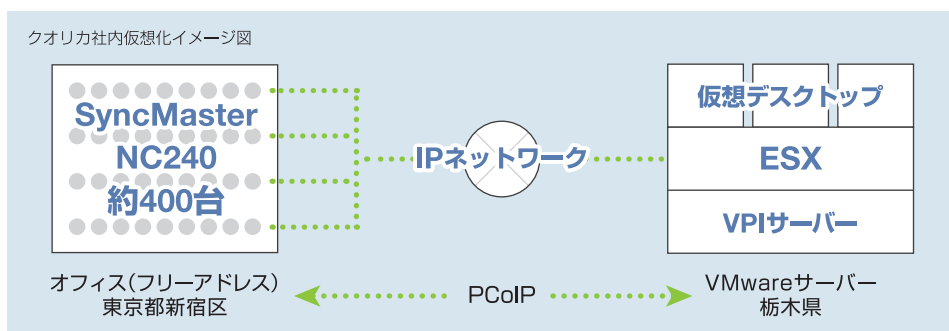 クオリカ社内仮想化イメージ図
SyncMaster
NC240
約400台
IPネットワーク
仮想デスクトップ
ESX
VPIサーバー
オフィス(フリーアドレス)
東京都新宿区
PCoIP
VMwareサーバー
栃木県